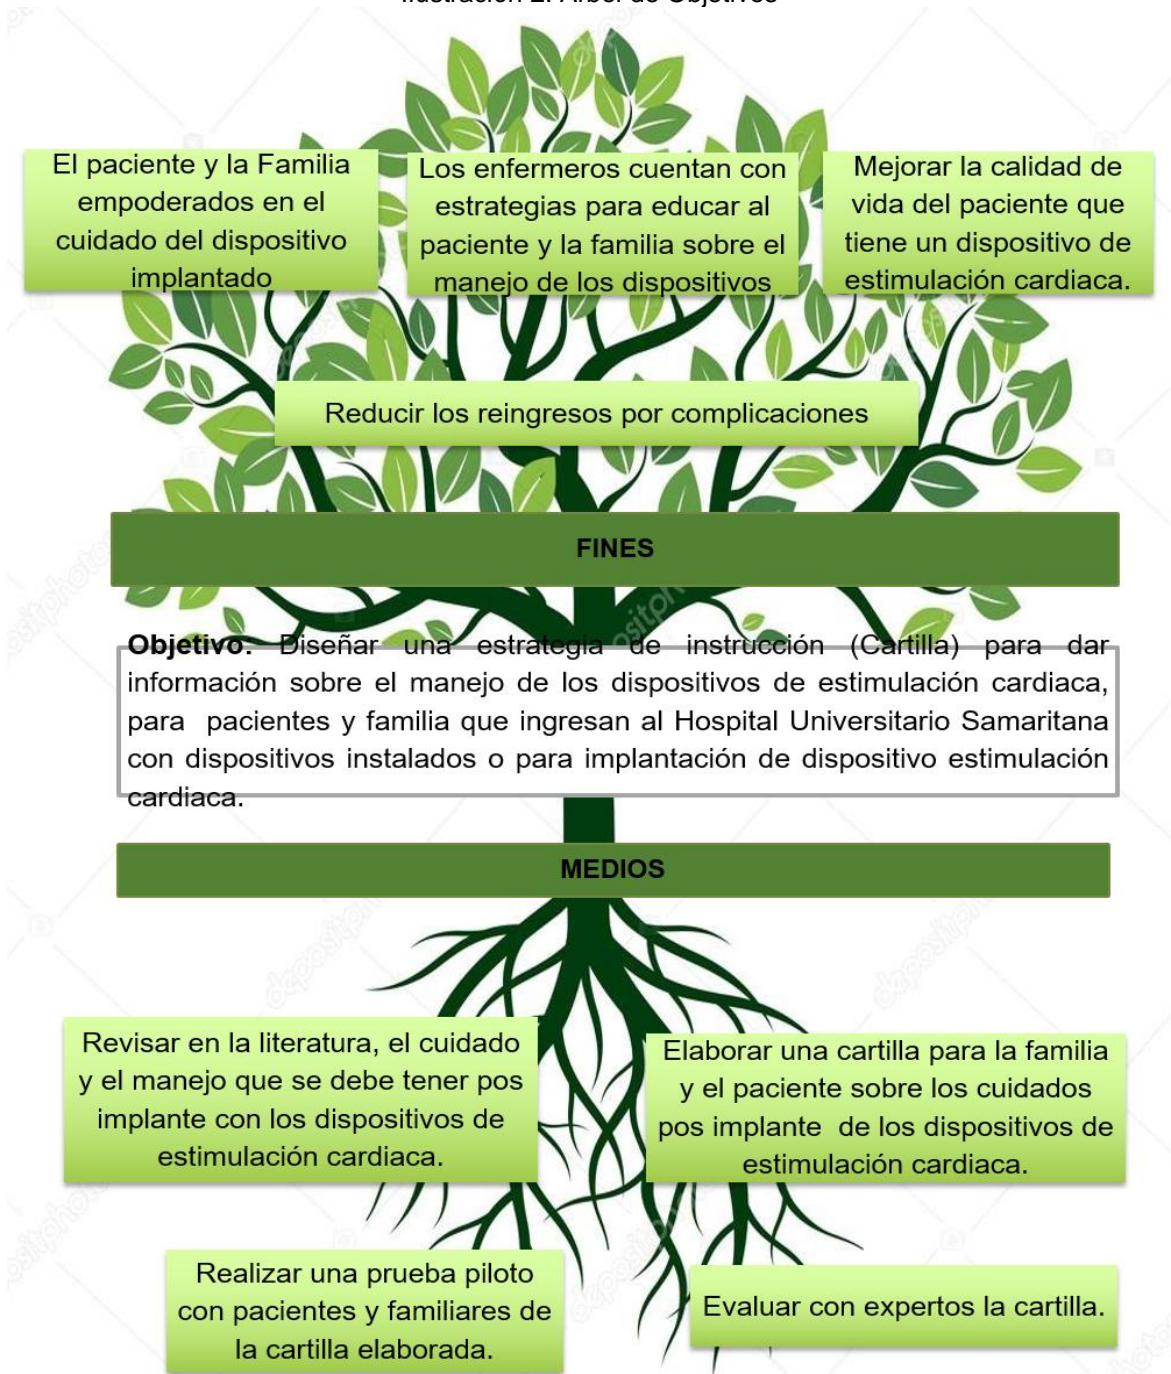 Ilustración 2. Árbol de Objetivos
El paciente y la Familia
empoderados en el
cuidado del dispositivo
implantado
Los enfermeros cuentan con
estrategias para educar al
paciente y la familia sobre el
manejo de los dispositivos
Mejorar la calidad de
vida del paciente que
tiene un dispositivo de
estimulación cardiaca.
Reducir los reingresos por complicaciones
FINES
Objetivo: Diseñar una estrategia de instrucción (Cartilla) para dar
información sobre el manejo de los dispositivos de estimulación cardiaca,
para pacientes y familia que ingresan al Hospital Universitario Samaritana
con dispositivos instalados o para implantación de dispositivo estimulación
cardiaca.
MEDIOS
Revisar en la literatura, el cuidado
y el manejo que se debe tener pos
implante con los dispositivos de
estimulación cardiaca.
Elaborar una cartilla para la familia
y el paciente sobre los cuidados
pos implante de los dispositivos de
estimulación cardiaca.
Realizar una prueba piloto
con pacientes y familiares de
la cartilla elaborada.
Evaluar con expertos la cartilla.